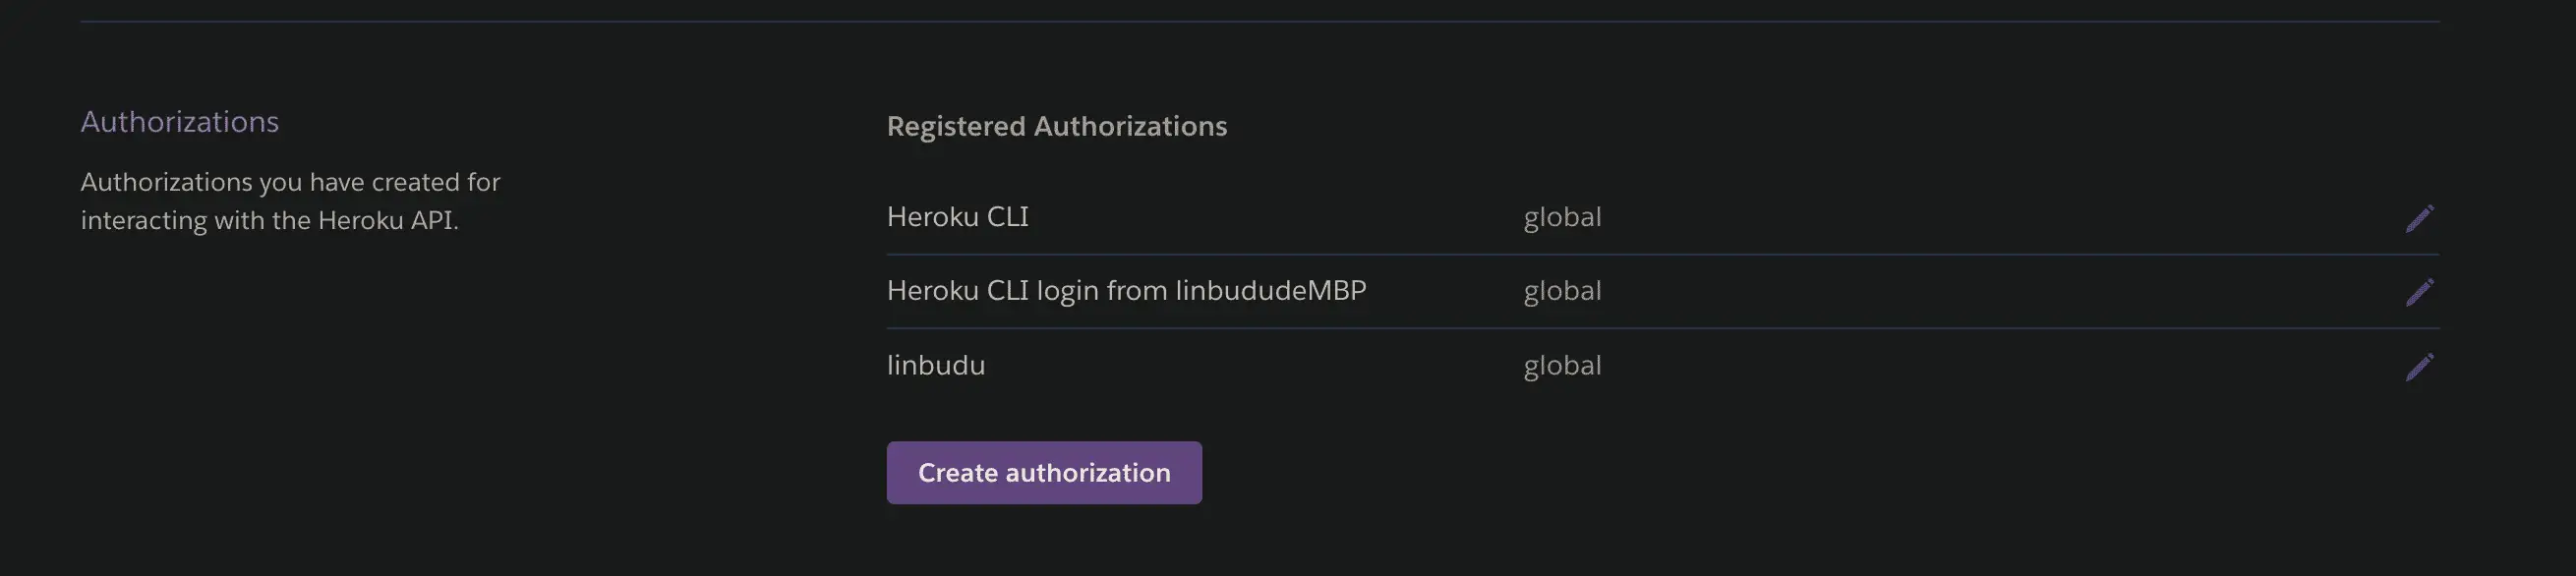 Authorizations
Authorizations you have created for
interacting with the Heroku API.
Registered Authorizations
Heroku CLI global
Heroku CLI login from linbududeMBP global
linbudu global
Create authorization